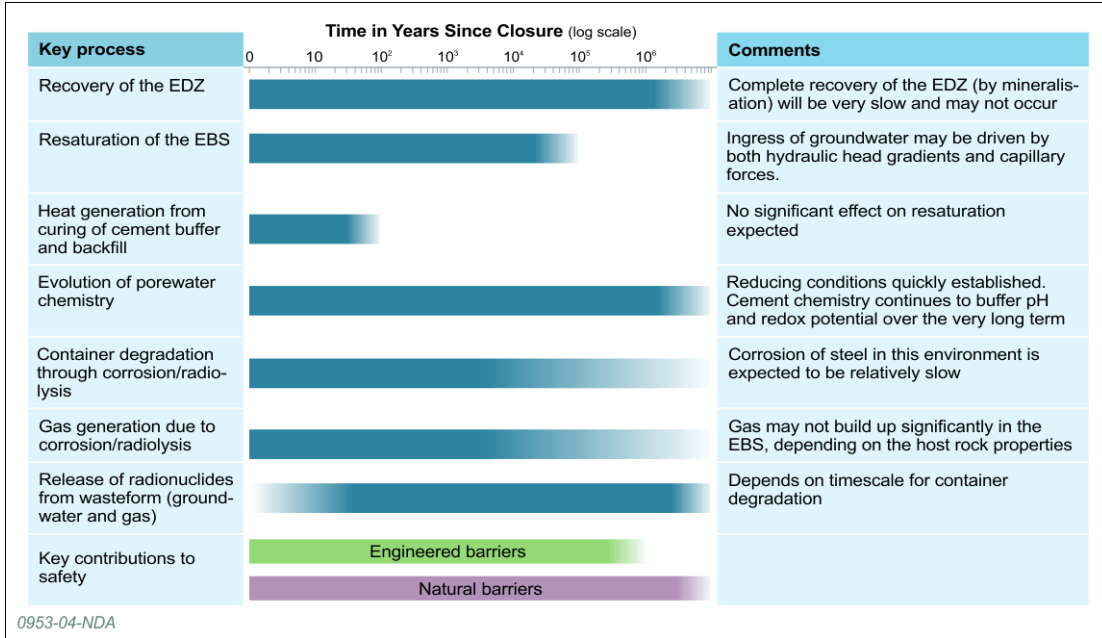 Time in Years Since Closure (log scale)
Key process
0 10 10² 10³ 10⁴ 10⁵ 10⁶
Comments
Recovery of the EDZ
Complete recovery of the EDZ (by mineralis-
ation) will be very slow and may not occur
Resaturation of the EBS
Ingress of groundwater may be driven by
both hydraulic head gradients and capillary
forces.
Heat generation from
curing of cement buffer
and backfill
No significant effect on resaturation
expected
Evolution of porewater
chemistry
Reducing conditions quickly established.
Cement chemistry continues to buffer pH
and redox potential over the very long term
Container degradation
through corrosion/radio-
lysis
Corrosion of steel in this environment is
expected to be relatively slow
Gas generation due to
corrosion/radiolysis
Gas may not build up significantly in the
EBS, depending on the host rock properties
Release of radionuclides
from wasteform (ground-
water and gas)
Depends on timescale for container
degradation
Key contributions to
safety
Engineered barriers
Natural barriers
0953-04-NDA